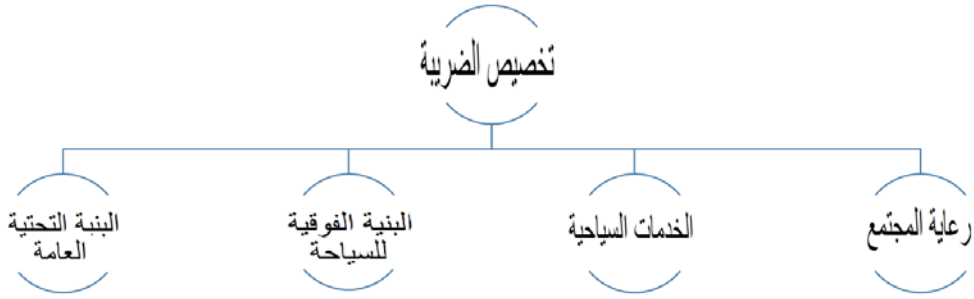 تخصيص الضريبة
رعاية المجتمع
الخدمات السياحية
البنية الفوقية
للسياحة
البنية التحتية
العامة